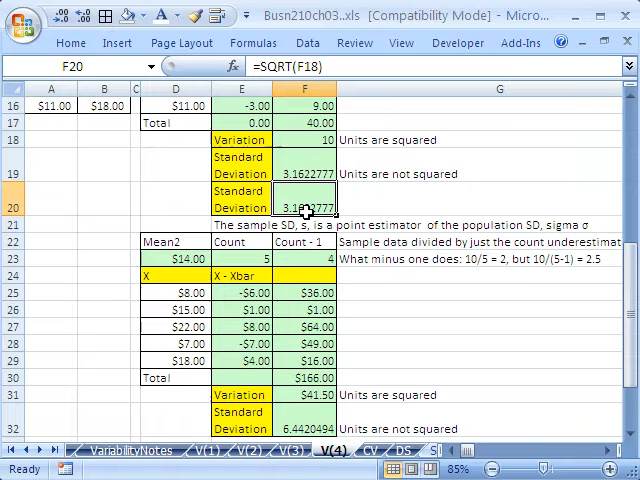 Busn210ch03..xls [Compatibility Mode] - Micro...
Home Insert Page Layout Formulas Data Review View Developer Add-Ins
F20 fx =SQRT(F18)
A B C D E F G
16 $11.00 $18.00 $11.00 -3.00 9.00
17 Total 0.00 40.00
18 Variation 10 Units are squared
Standard
19 Deviation 3.1622777 Units are not squared
Standard
20 Deviation
21 The sample SD, s, is a point estimator of the population SD, sigma σ
22 Mean2 Count Count - 1 Sample data divided by just the count underestimat
23 $14.00 5 4 What minus one does: 10/5 = 2, but 10/(5-1) = 2.5
24 X X - Xbar
25 $8.00 -$6.00 $36.00
26 $15.00 $1.00 $1.00
27 $22.00 $8.00 $64.00
28 $7.00 -$7.00 $49.00
29 $18.00 $4.00 $16.00
30 Total $166.00
31 Variation $41.50 Units are squared
Standard
32 Deviation 6.4420494 Units are not squared
VariabilityNotes V(1) V(2) V(3) V(4) CV DS S
Ready 85%